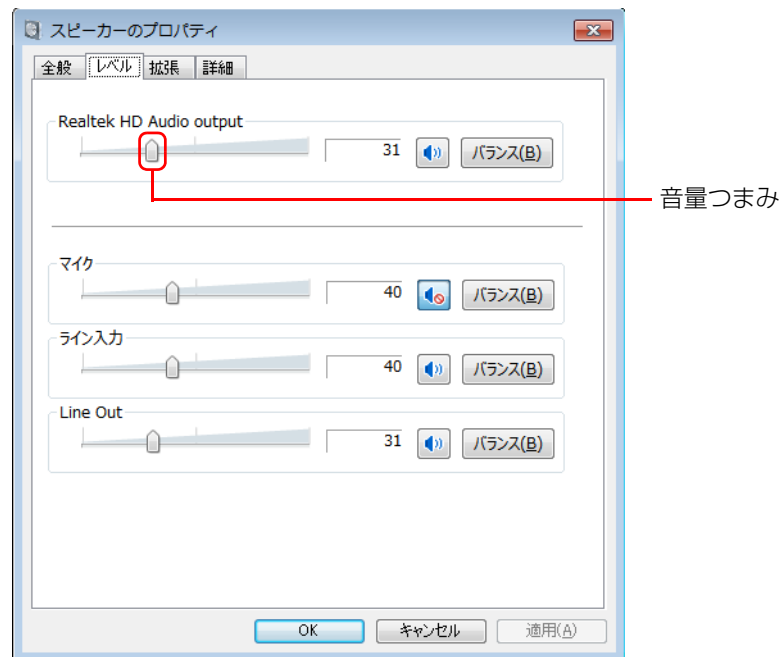 スピーカーのプロパティ
全般 レベル 拡張 詳細
Realtek HD Audio output
31 バランス(B)
音量つまみ
マイク
40 バランス(B)
ライン入力
40 バランス(B)
Line Out
31 バランス(B)
OK キャンセル 適用(A)